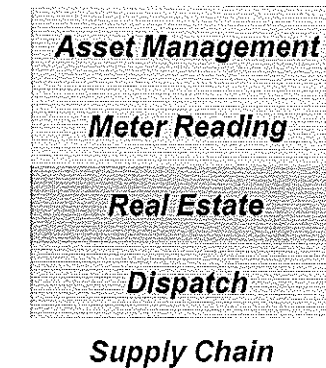 Asset Management
Meter Reading
Real Estate
Dispatch
Supply Chain